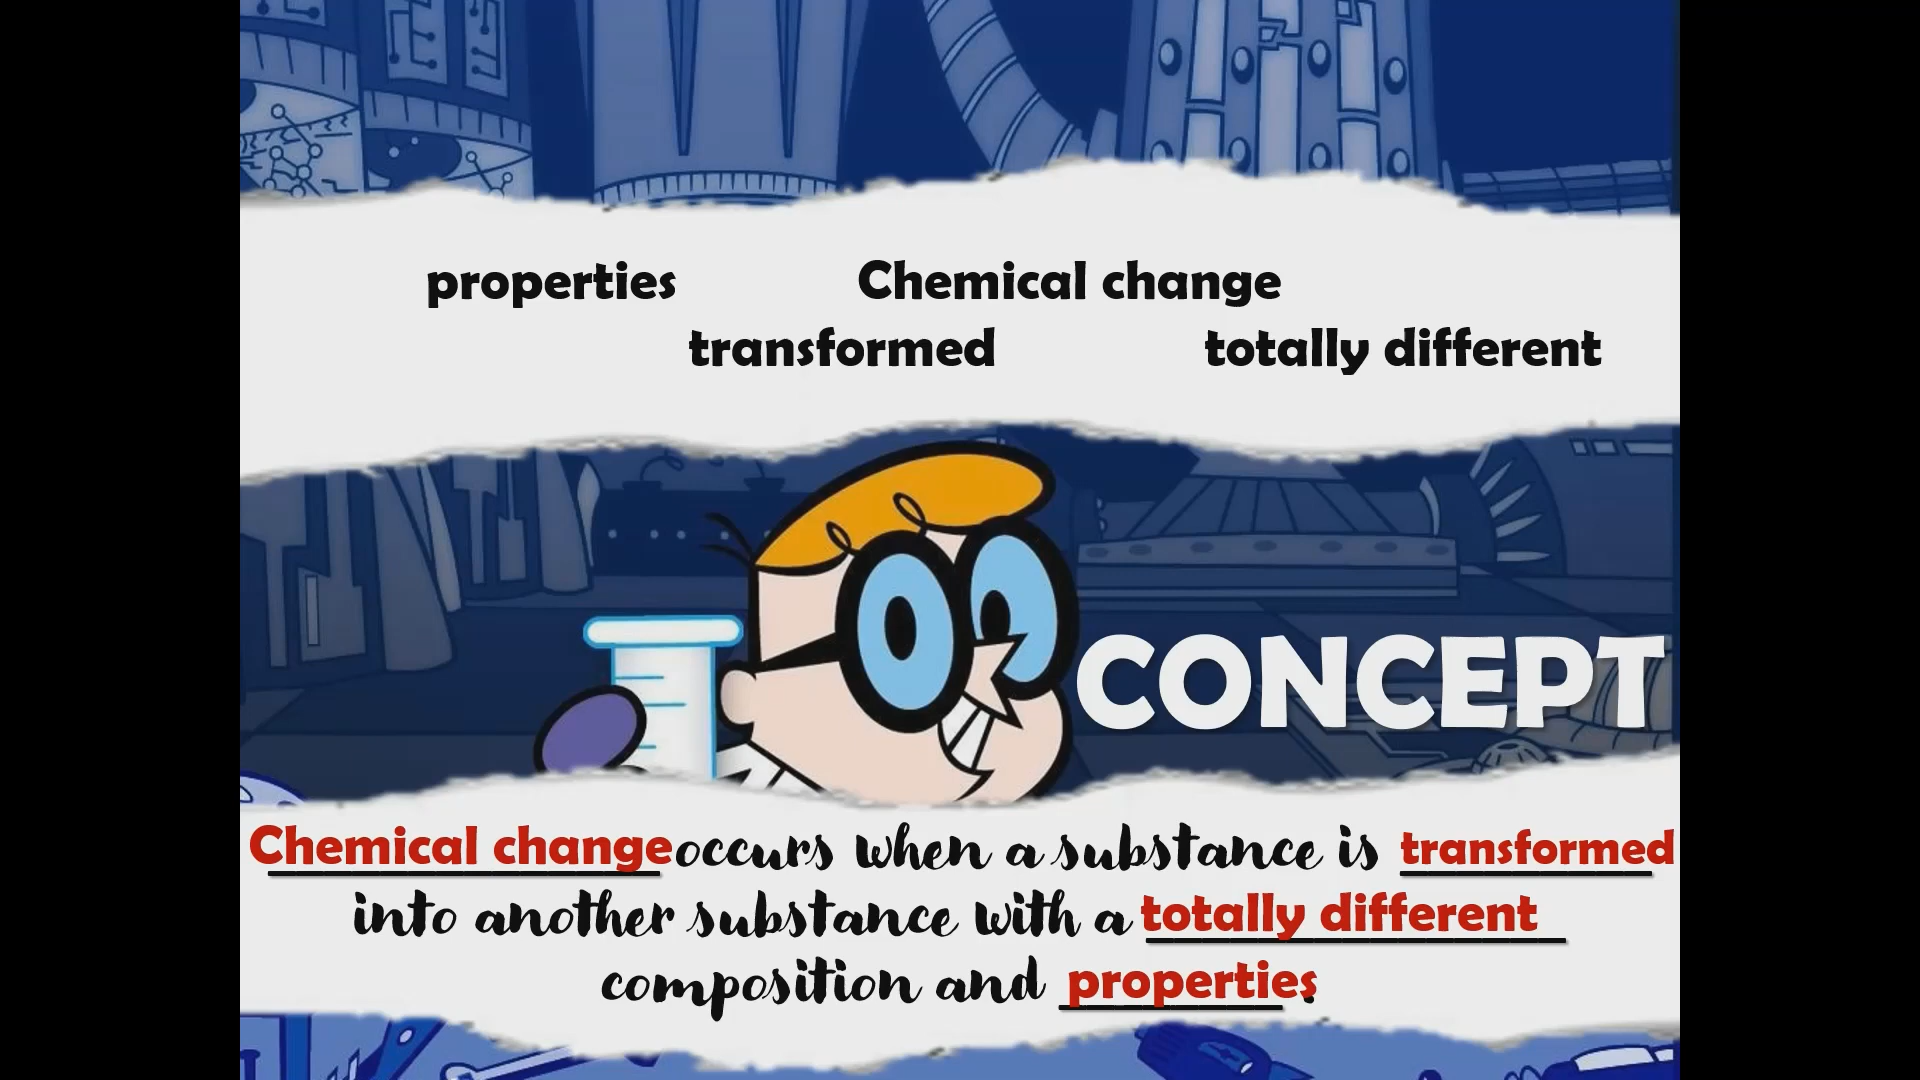 properties Chemical change
transformed totally different
CONCEPT
Chemical change occurs when a substance is transformed
into another substance with a totally different
composition and properties.